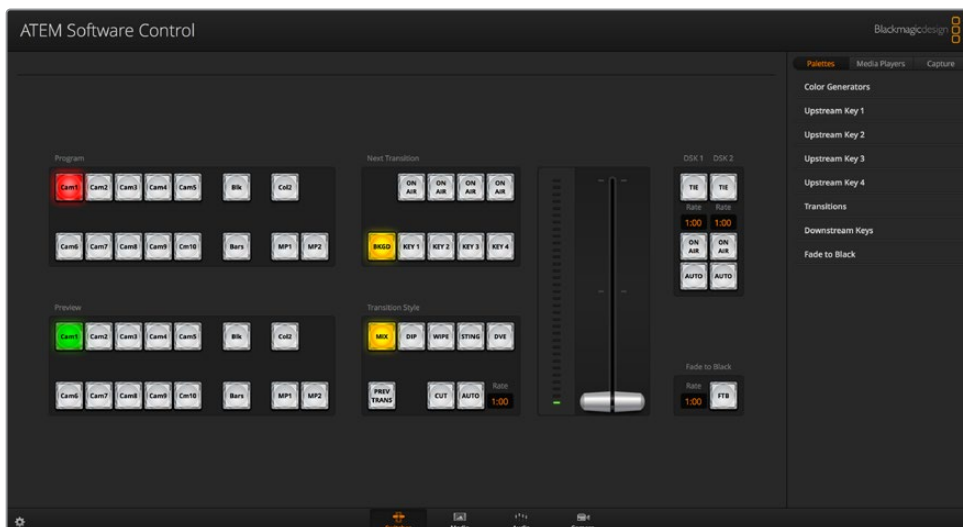 ATEM Software Control
Blackmagicdesign
Palettes Media Players Capture
Color Generators
Upstream Key 1
Upstream Key 2
Upstream Key 3
Upstream Key 4
Transitions
Downstream Keys
Fade to Black
Program
Cam1 Cam2 Cam3 Cam4 Cam5 Blk Col2
Cam6 Cam7 Cam8 Cam9 Cm10 Bars MP1 MP2
Next Transition
ON AIR ON AIR ON AIR ON AIR
BKGD KEY 1 KEY 2 KEY 3 KEY 4
DSK 1 DSK 2
TIE TIE
Rate Rate
1:00 1:00
ON AIR ON AIR
AUTO AUTO
Preview
Cam1 Cam2 Cam3 Cam4 Cam5 Blk Col2
Cam6 Cam7 Cam8 Cam9 Cm10 Bars MP1 MP2
Transition Style
MIX DIP WIPE STING DVE
Rate
PREV TRANS CUT AUTO 1:00
Fade to Black
Rate
1:00 FTB